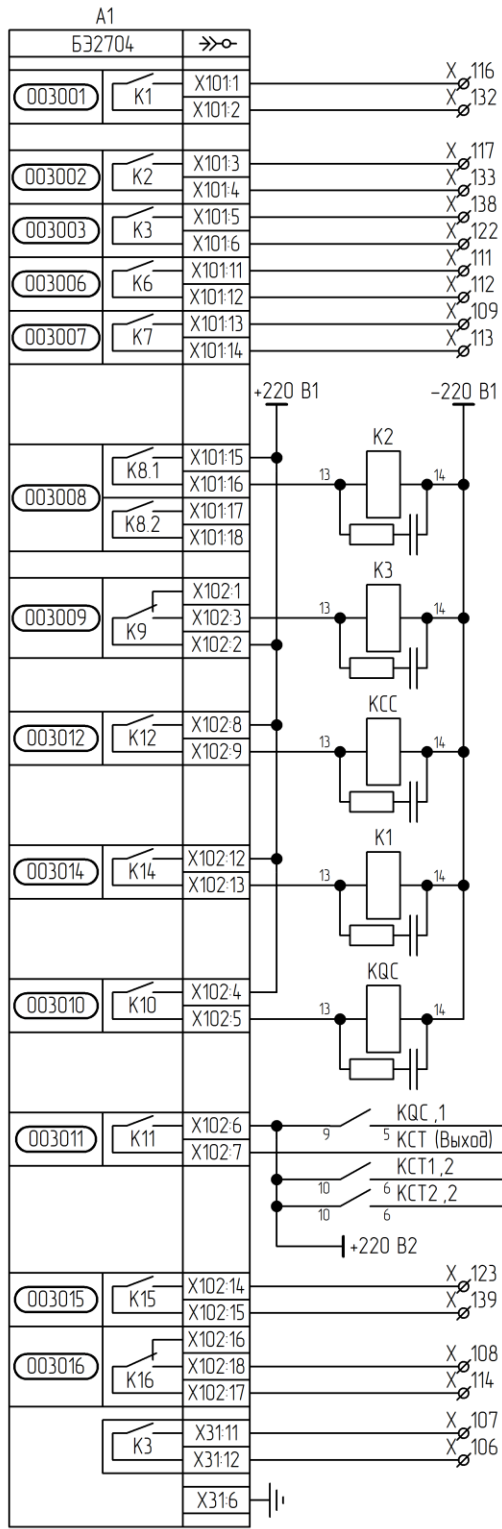 A1
БЭ2704
003001 K1 X101:1 X 116
X101:2 X 132
003002 K2 X101:3 X 117
X101:4 X 133
003003 K3 X101:5 X 138
X101:6 X 122
003006 K6 X101:11 X 111
X101:12 X 112
003007 K7 X101:13 X 109
X101:14 X 113
+220 В1 -220 В1
003008 K8.1 X101:15 K2
X101:16 13 14
K8.2 X101:17
X101:18
003009 K9 X102:1 K3
X102:3 13 14
X102:2
003012 K12 X102:8 KCC
X102:9 13 14
003014 K14 X102:12 K1
X102:13 13 14
003010 K10 X102:4 KQC
X102:5 13 14
003011 K11 X102:6 9 5 KQC ,1
X102:7 KCT (Выход)
10 6 KCT1 ,2
10 6 KCT2 ,2
+220 В2
003015 K15 X102:14 X 123
X102:15 X 139
003016 K16 X102:16
X102:18 X 108
X102:17 X 114
K3 X31:11 X 107
X31:12 X 106
X31:6